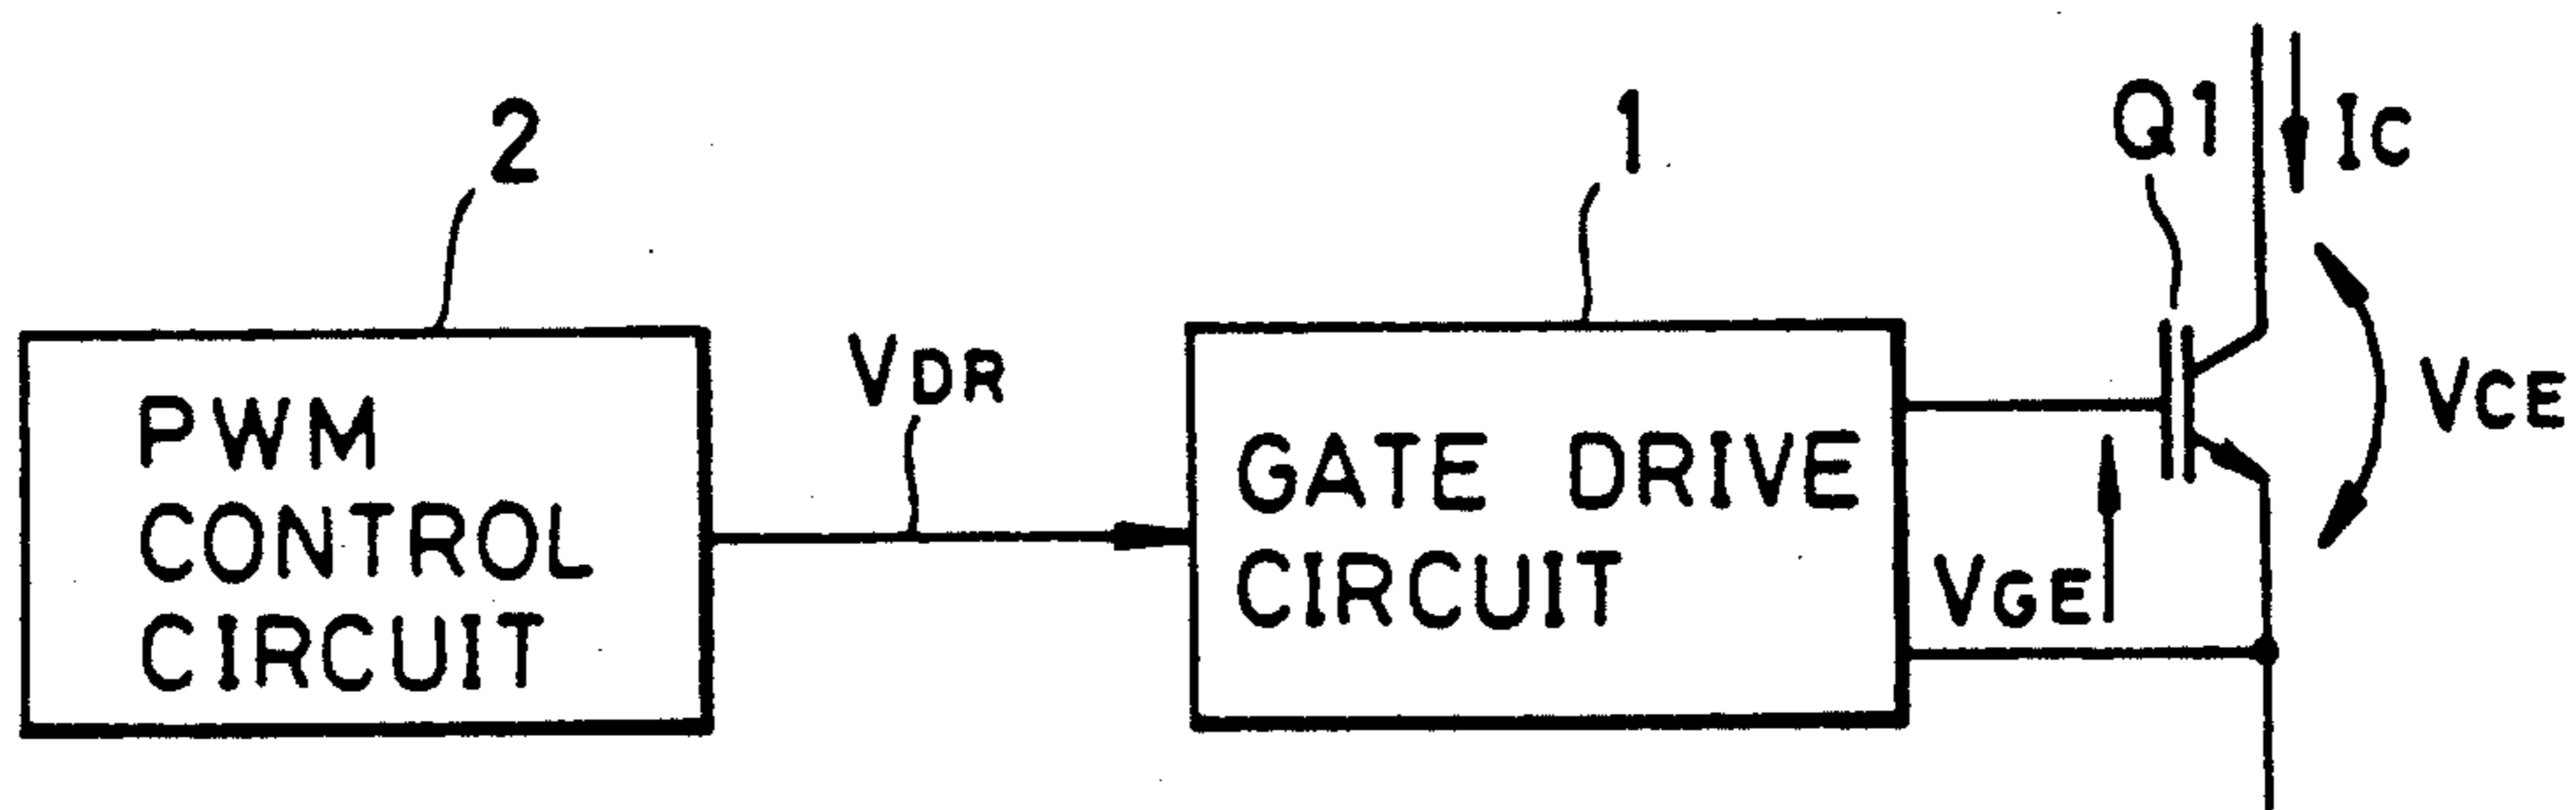 2
1
Q1
IC
VDR
VCE
PWM
CONTROL
CIRCUIT
GATE DRIVE
CIRCUIT
VGE